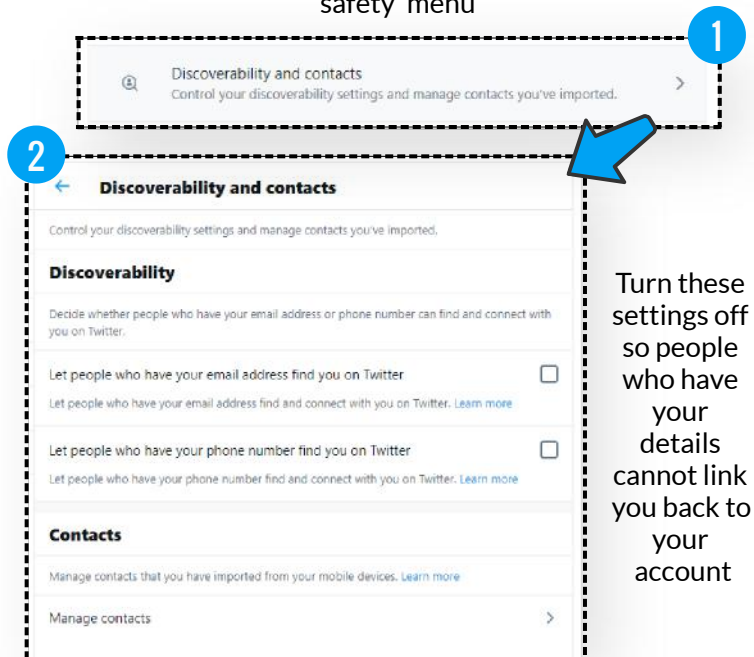 safety' menu
1
Discoverability and contacts
Control your discoverability settings and manage contacts you've imported.
2
Discoverability and contacts
Control your discoverability settings and manage contacts you've imported.
Discoverability
Decide whether people who have your email address or phone number can find and connect with
you on Twitter.
Let people who have your email address find you on Twitter
Let people who have your email address find and connect with you on Twitter. Learn more
Let people who have your phone number find you on Twitter
Let people who have your phone number find and connect with you on Twitter. Learn more
Contacts
Manage contacts that you have imported from your mobile devices. Learn more
Manage contacts
Turn these
settings off
so people
who have
your
details
cannot link
you back to
your
account